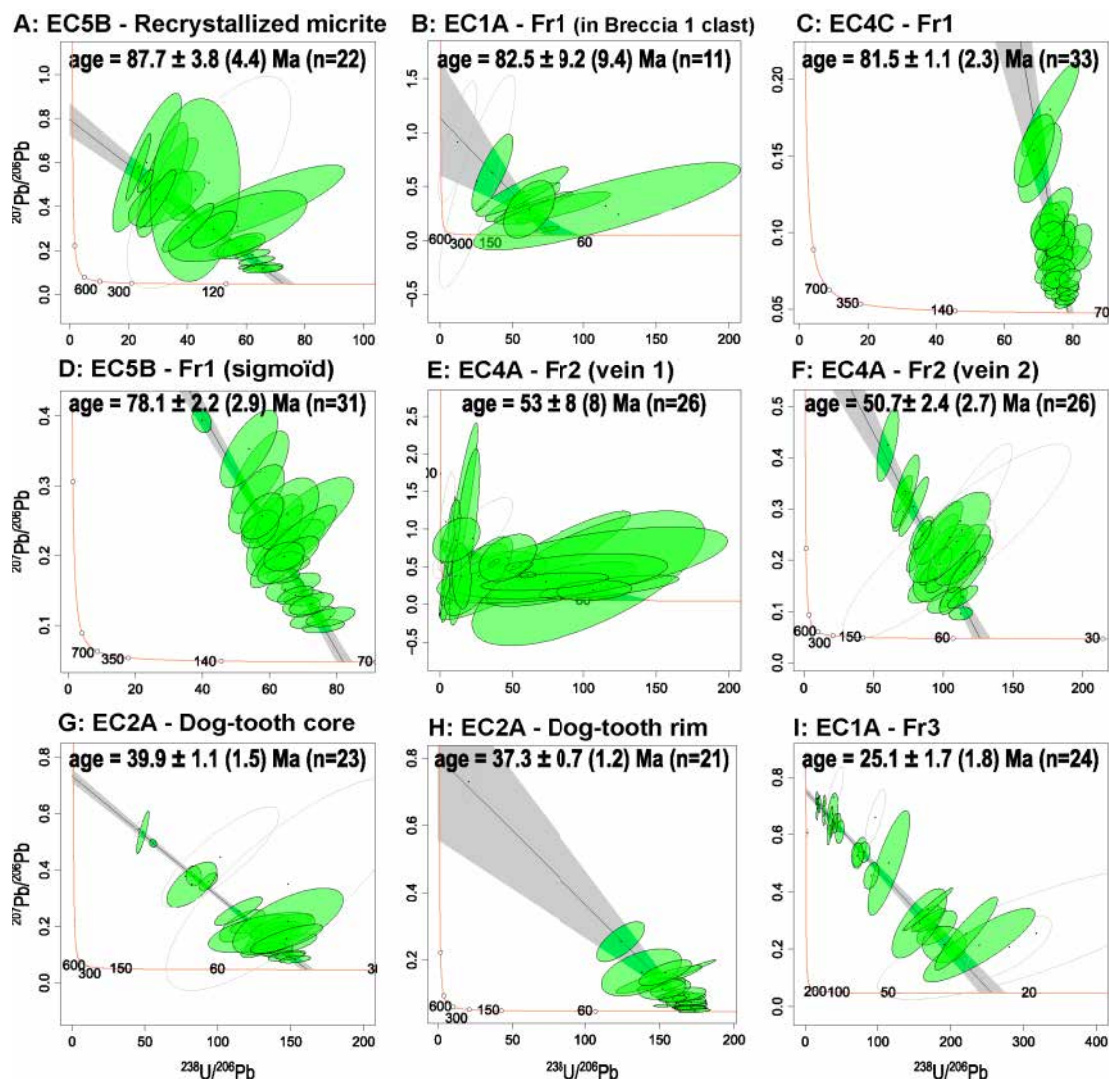 A: EC5B - Recrystallized micrite
age = 87.7 ± 3.8 (4.4) Ma (n=22)
²⁰⁷Pb/²⁰⁶Pb
0.0 0.2 0.4 0.6 0.8 1.0
600 300 120
0 20 40 60 80 100
B: EC1A - Fr1 (in Breccia 1 clast)
age = 82.5 ± 9.2 (9.4) Ma (n=11)
-0.5 0.0 0.5 1.0 1.5
600 300 150 60
0 50 100 150 200
C: EC4C - Fr1
age = 81.5 ± 1.1 (2.3) Ma (n=33)
0.05 0.10 0.15 0.20
700 350 140 70
0 20 40 60 80
D: EC5B - Fr1 (sigmoïd)
age = 78.1 ± 2.2 (2.9) Ma (n=31)
²⁰⁷Pb/²⁰⁶Pb
0.1 0.2 0.3 0.4
700 350 140 70
0 20 40 60 80
E: EC4A - Fr2 (vein 1)
age = 53 ± 8 (8) Ma (n=26)
-0.5 0.0 0.5 1.0 1.5 2.0 2.5
0 50 100 150 200
F: EC4A - Fr2 (vein 2)
age = 50.7 ± 2.4 (2.7) Ma (n=26)
0.0 0.1 0.2 0.3 0.4 0.5
600 300 150 60 30
0 50 100 150 200
G: EC2A - Dog-tooth core
age = 39.9 ± 1.1 (1.5) Ma (n=23)
²⁰⁷Pb/²⁰⁶Pb
0.0 0.2 0.4 0.6 0.8
600 300 150 60
0 50 100 150 200
²³⁸U/²⁰⁶Pb
H: EC2A - Dog-tooth rim
age = 37.3 ± 0.7 (1.2) Ma (n=21)
0.2 0.4 0.6 0.8
600 300 150 60
0 50 100 150 200
²³⁸U/²⁰⁶Pb
I: EC1A - Fr3
age = 25.1 ± 1.7 (1.8) Ma (n=24)
0.0 0.2 0.4 0.6 0.8
200 100 50 20
0 100 200 300 400
²³⁸U/²⁰⁶Pb